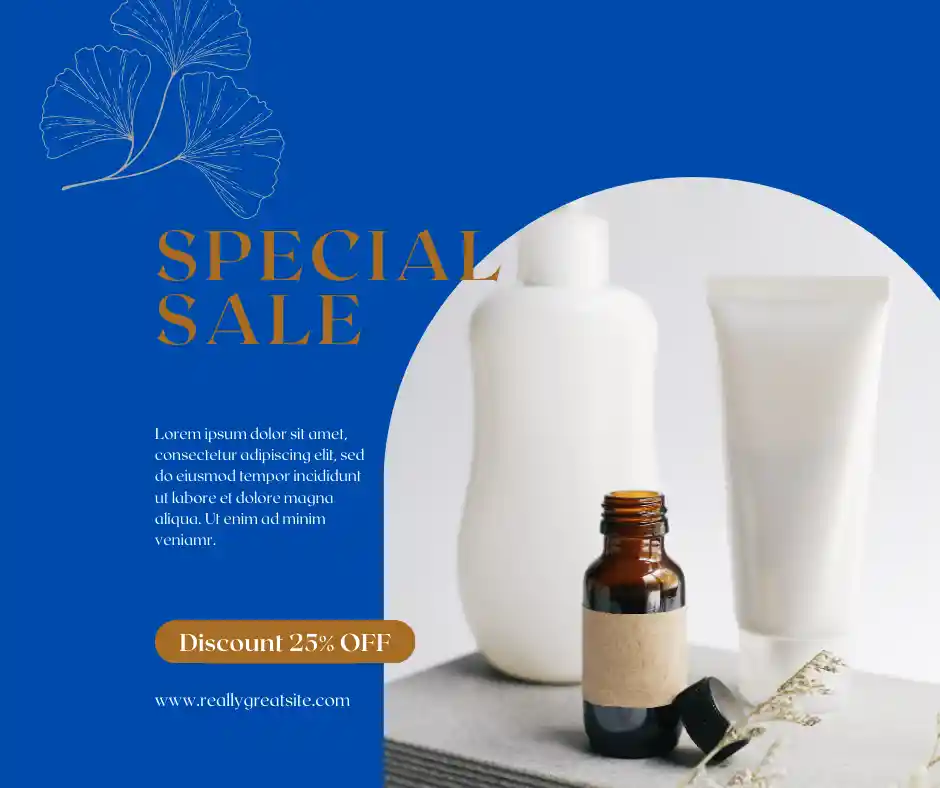 SPECIAL
SALE
Lorem ipsum dolor sit amet,
consectetur adipiscing elit, sed
do eiusmod tempor incididunt
ut labore et dolore magna
aliqua. Ut enim ad minim
veniamr.
Discount 25% OFF
www.reallygreatsite.com